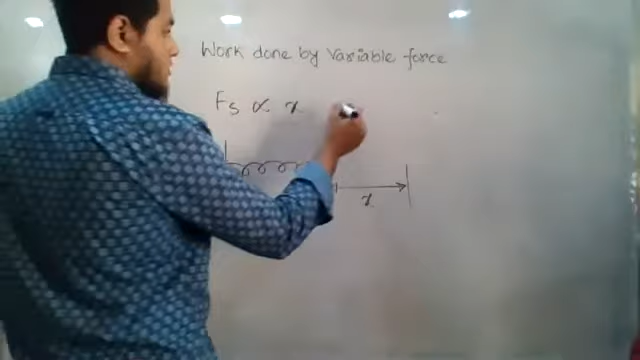 Work done by Variable force
Fs ∝ x
x